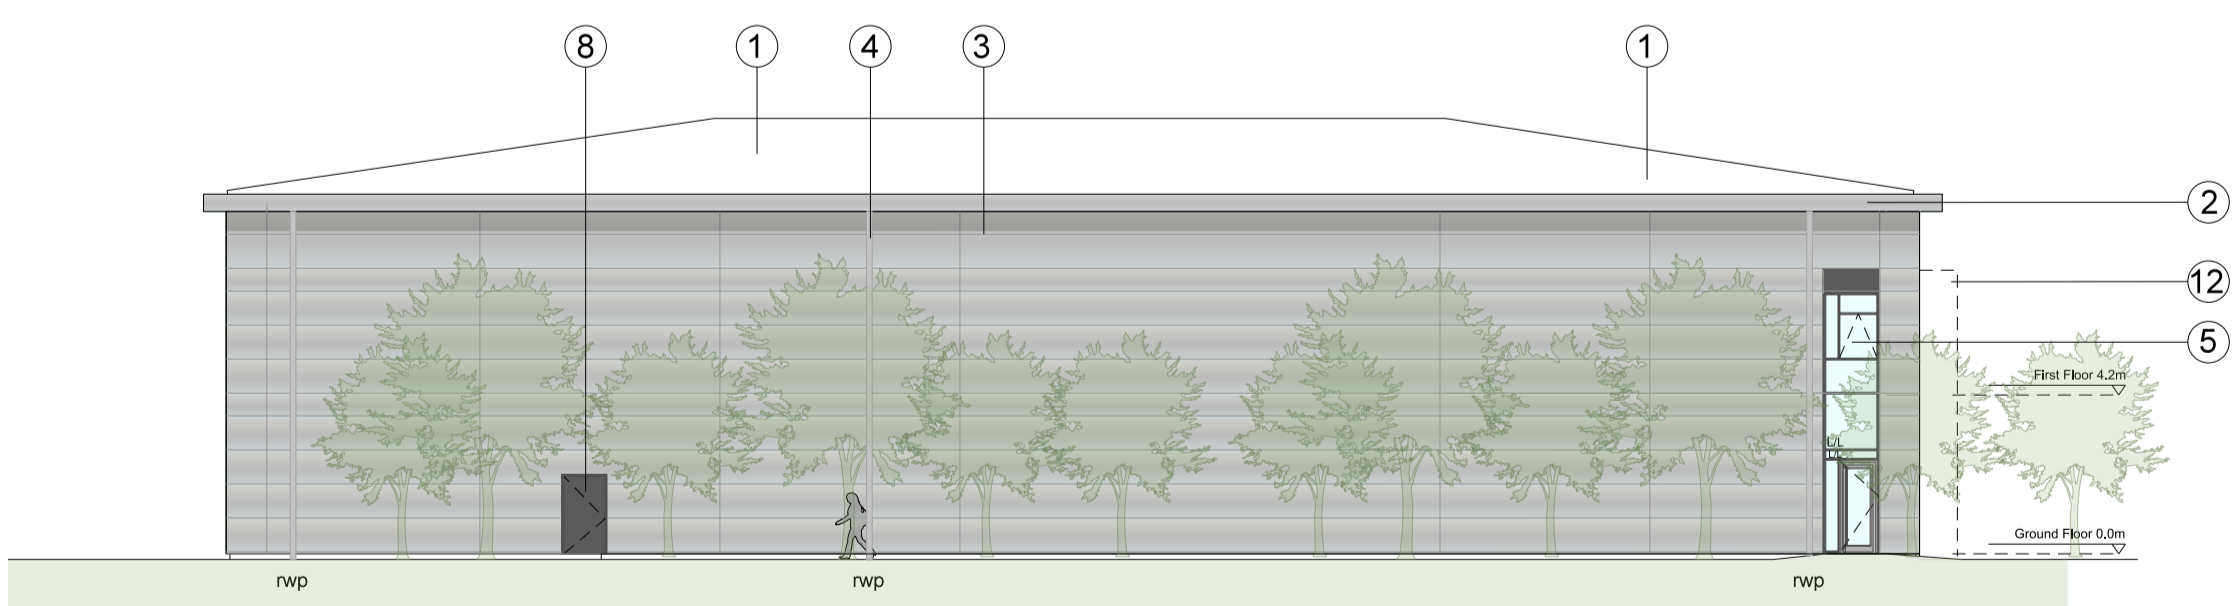 8 1 4 3 1
2
12
5
First Floor 4.2m
L/L
L/L
Ground Floor 0.0m
rwp rwp rwp